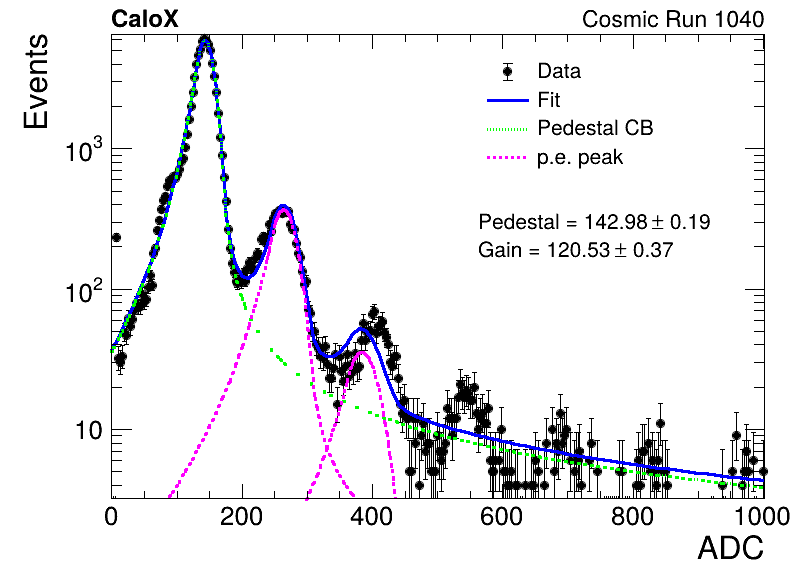 CaloX Cosmic Run 1040
Events
Data
Fit
Pedestal CB
p.e. peak
Pedestal = 142.98 ± 0.19
Gain = 120.53 ± 0.37
10³
10²
10
0 200 400 600 800 1000
ADC